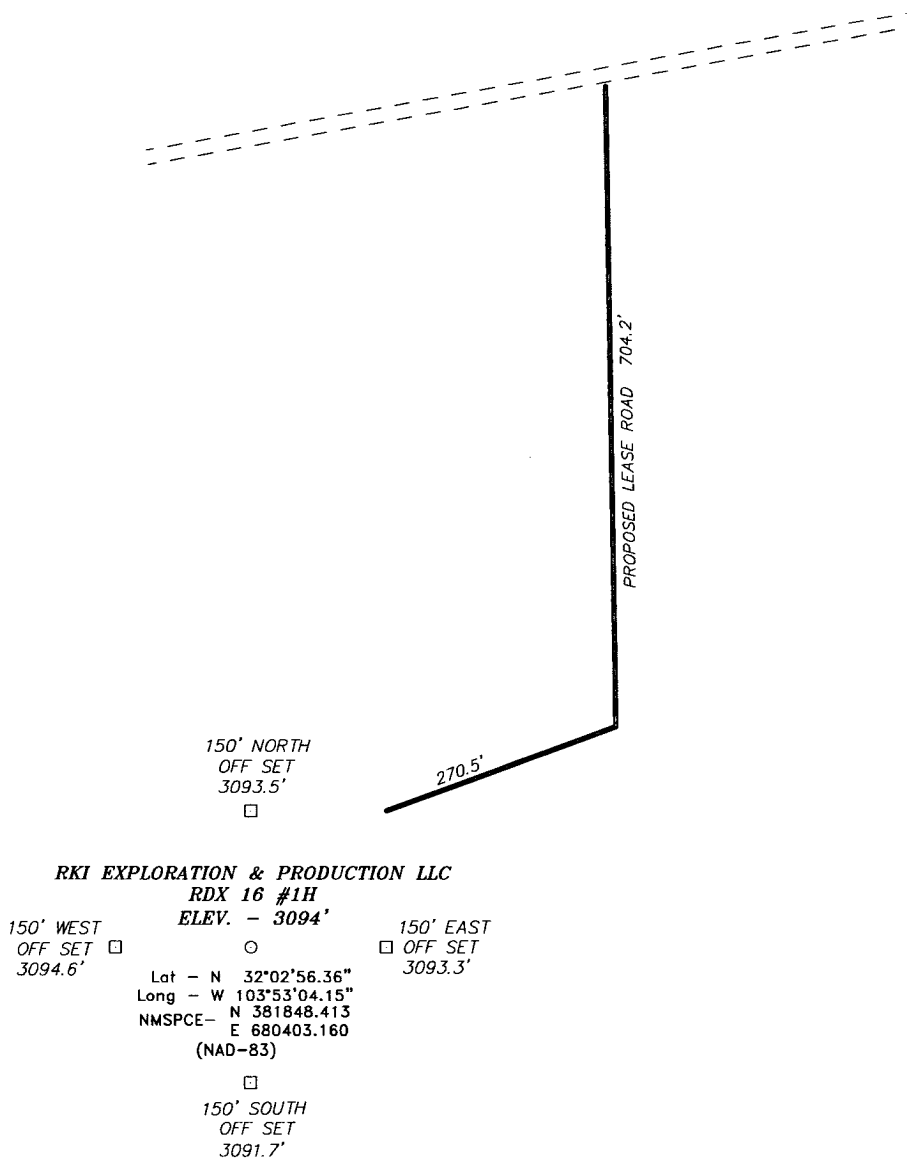 PROPOSED LEASE ROAD 704.2'
270.5'
150' NORTH
OFF SET
3093.5'
RKI EXPLORATION & PRODUCTION LLC
RDX 16 #1H
ELEV. - 3094'
150' WEST
OFF SET
3094.6'
150' EAST
OFF SET
3093.3'
Lat - N 32°02'56.36"
Long - W 103°53'04.15"
NMSPCE- N 381848.413
E 680403.160
(NAD-83)
150' SOUTH
OFF SET
3091.7'